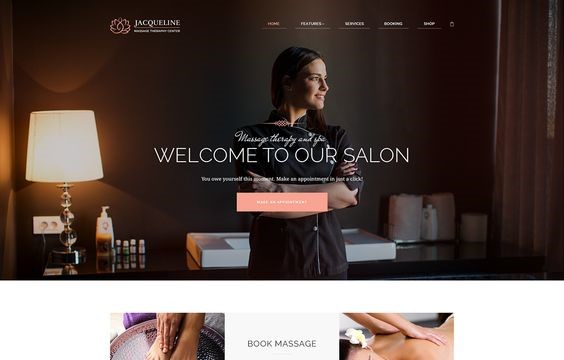 JACQUELINE
MASSAGE THERAPHY CENTER
HOME
FEATURES
SERVICES
BOOKING
SHOP
Massage therapy and spa
WELCOME TO OUR SALON
You owe yourself this moment. Make an appointment in just a click!
MAKE AN APPOINTMENT
BOOK MASSAGE